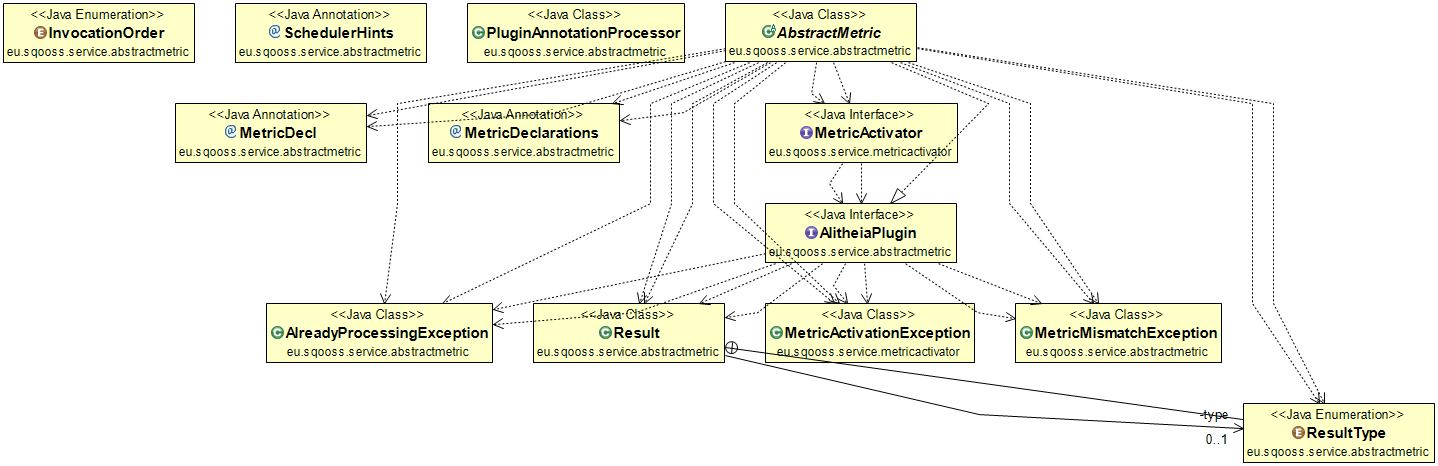 <<Java Enumeration>>
InvocationOrder
eu.sqooss.service.abstractmetric
<<Java Annotation>>
SchedulerHints
eu.sqooss.service.abstractmetric
<<Java Class>>
PluginAnnotationProcessor
eu.sqooss.service.abstractmetric
<<Java Class>>
AbstractMetric
eu.sqooss.service.abstractmetric
<<Java Annotation>>
MetricDecl
eu.sqooss.service.abstractmetric
<<Java Annotation>>
MetricDeclarations
eu.sqooss.service.abstractmetric
<<Java Interface>>
MetricActivator
eu.sqooss.service.metricactivator
<<Java Interface>>
AlitheiaPlugin
eu.sqooss.service.abstractmetric
<<Java Class>>
AlreadyProcessingException
eu.sqooss.service.abstractmetric
<<Java Class>>
Result
eu.sqooss.service.abstractmetric
<<Java Class>>
MetricActivationException
eu.sqooss.service.metricactivator
<<Java Class>>
MetricMismatchException
eu.sqooss.service.abstractmetric
-type
0..1
<<Java Enumeration>>
ResultType
eu.sqooss.service.abstractmetric